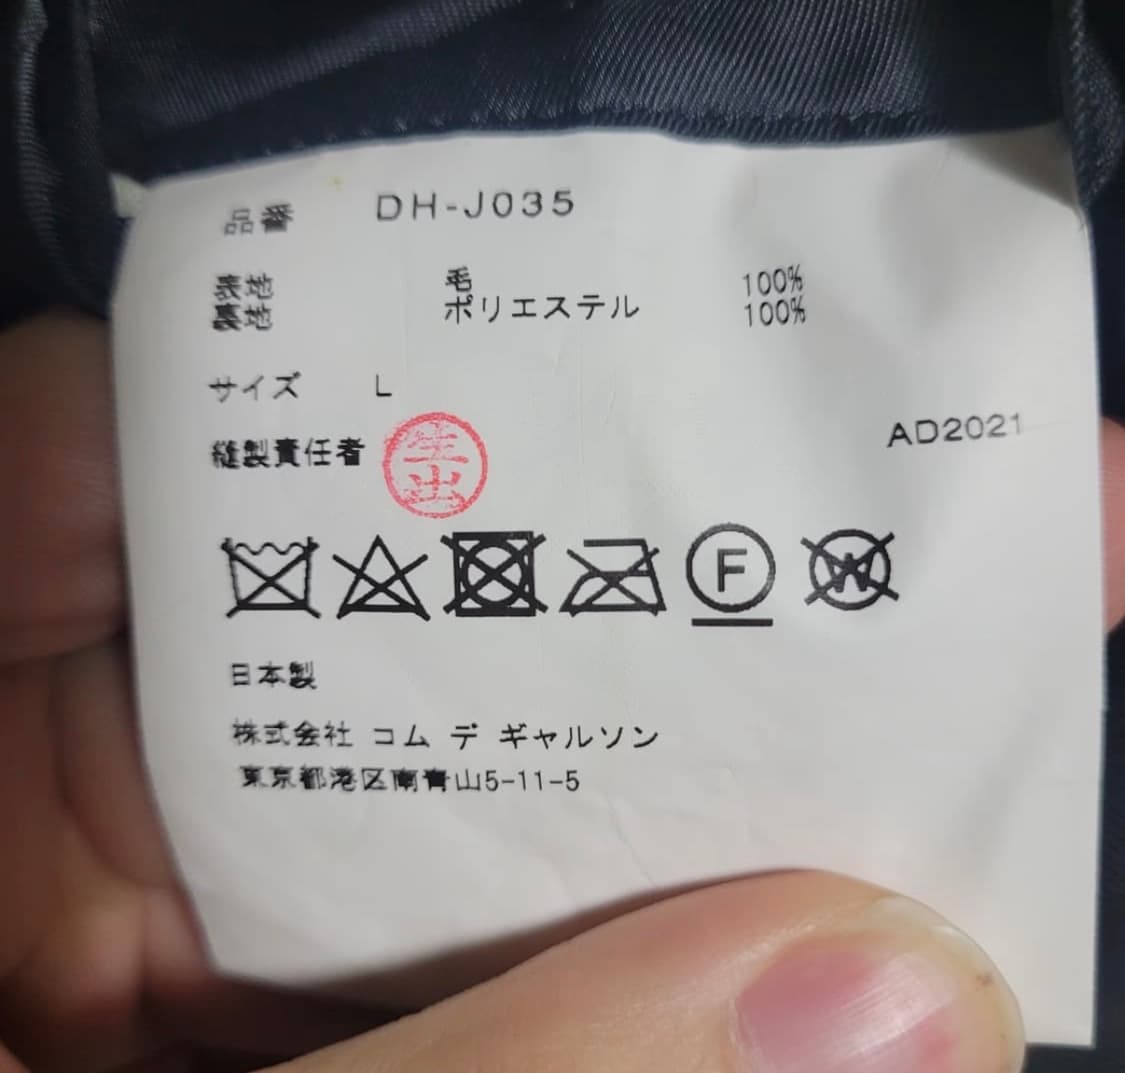 品番 DH-J035
表地 毛 100%
裏地 ポリエステル 100%
サイズ L
縫製責任者 生出
AD2021
F W
日本製
株式会社 コム デ ギャルソン
東京都港区南青山5-11-5